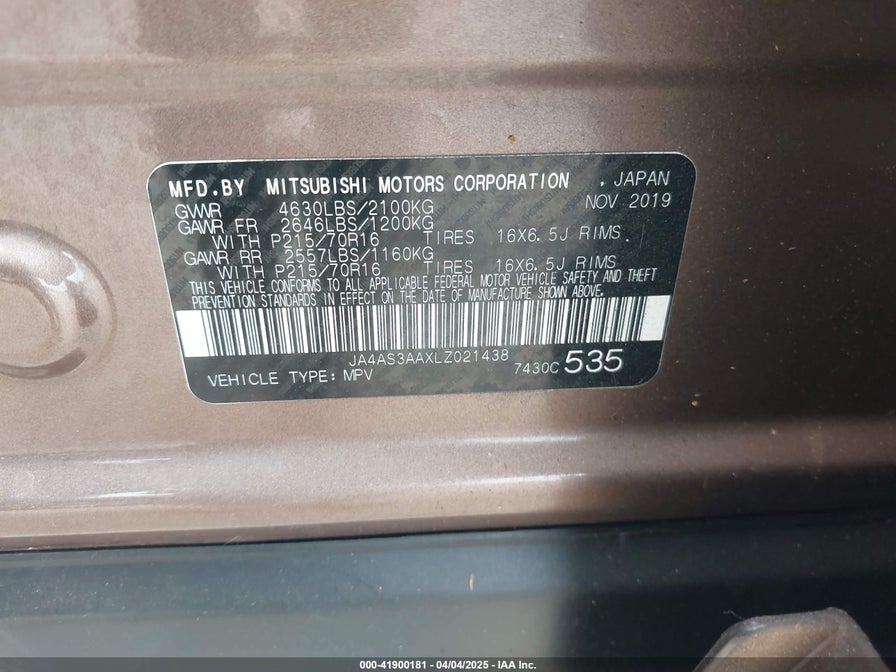 MFD.BY MITSUBISHI MOTORS CORPORATION , JAPAN
GVWR 4630LBS/2100KG NOV 2019
GAWR FR 2646LBS/1200KG
WITH P215/70R16 TIRES 16X6.5J RIMS.
GAWR RR 2557LBS/1160KG
WITH P215/70R16 TIRES 16X6.5J RIMS
THIS VEHICLE CONFORMS TO ALL APPLICABLE FEDERAL MOTOR VEHICLE SAFETY AND THEFT
PREVENTION STANDARDS IN EFFECT ON THE DATE OF MANUFACTURE SHOWN ABOVE.
JA4AS3AAXLZ021438
VEHICLE TYPE: MPV 7430C 535
000-41900181 - 04/04/2025 - IAA Inc.